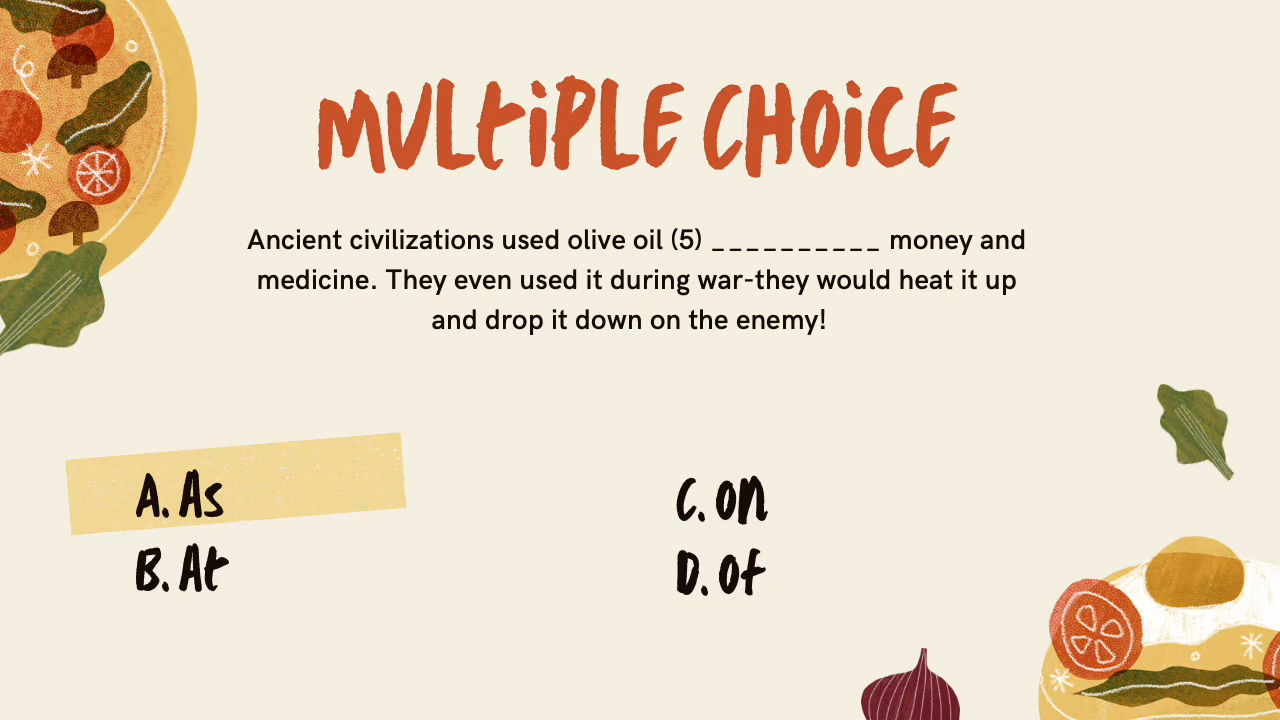 MULtiPLE CHOiCE
Ancient civilizations used olive oil (5) __________ money and
medicine. They even used it during war-they would heat it up
and drop it down on the enemy!
A. As
B. At
C. On
D. Of